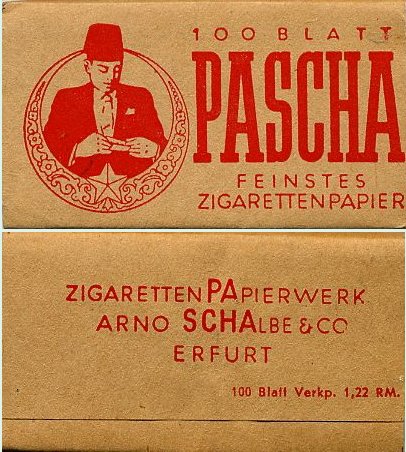 100 BLATT
PASCHA
FEINSTES
ZIGARETTENPAPIER
ZIGARETTENPAPIERWERK
ARNO SCHALBE & CO
ERFURT
100 Blatt Verkp. 1,22 RM.